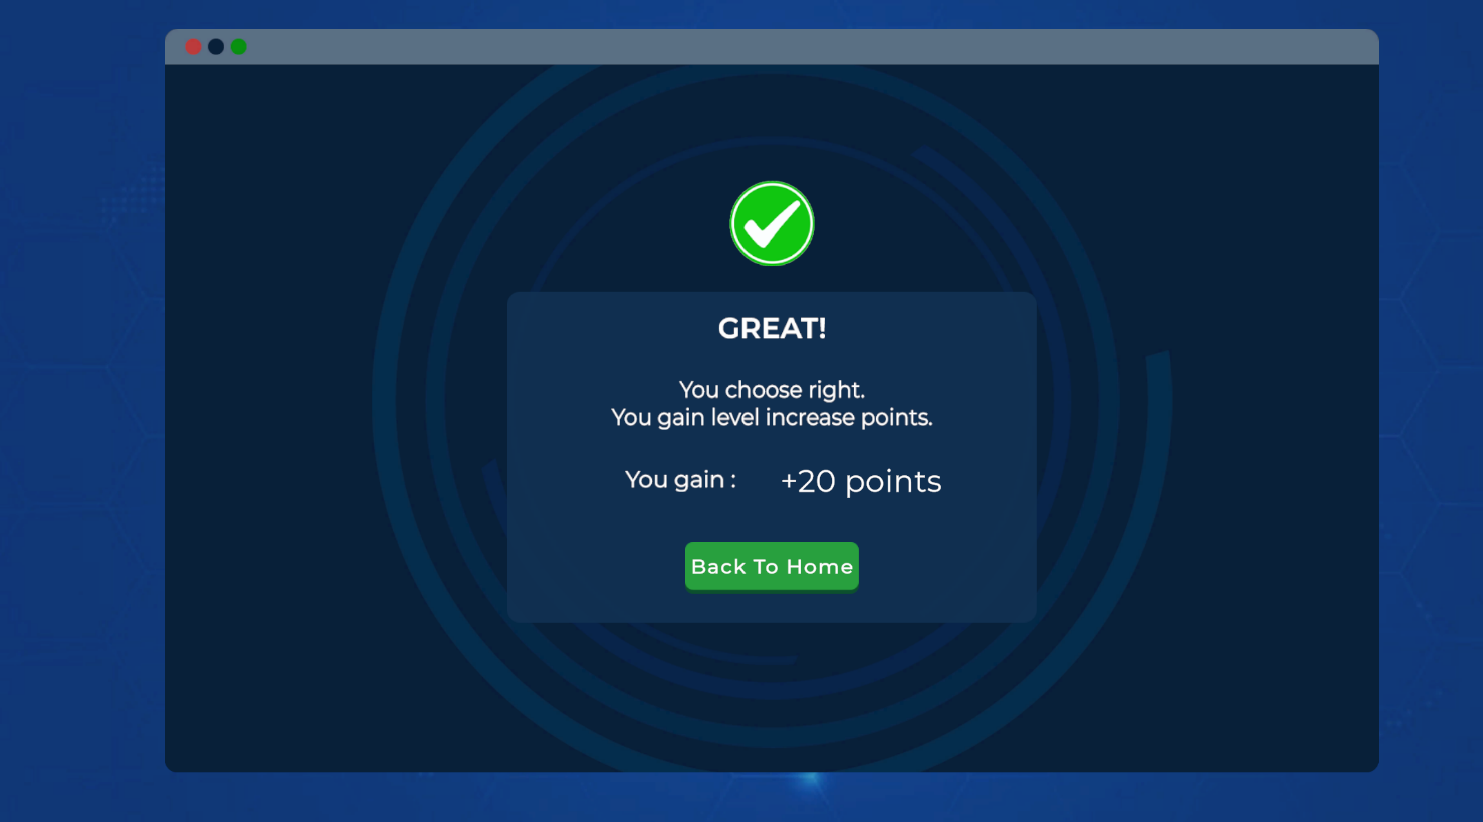 GREAT!
You choose right.
You gain level increase points.
You gain : +20 points
Back To Home